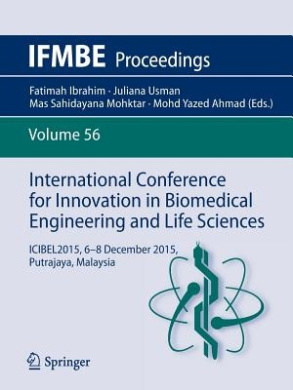 IFMBE Proceedings
Fatimah Ibrahim · Juliana Usman
Mas Sahidayana Mohktar · Mohd Yazed Ahmad (Eds.)
Volume 56
International Conference
for Innovation in Biomedical
Engineering and Life Sciences
ICIBEL2015, 6–8 December 2015,
Putrajaya, Malaysia
Springer